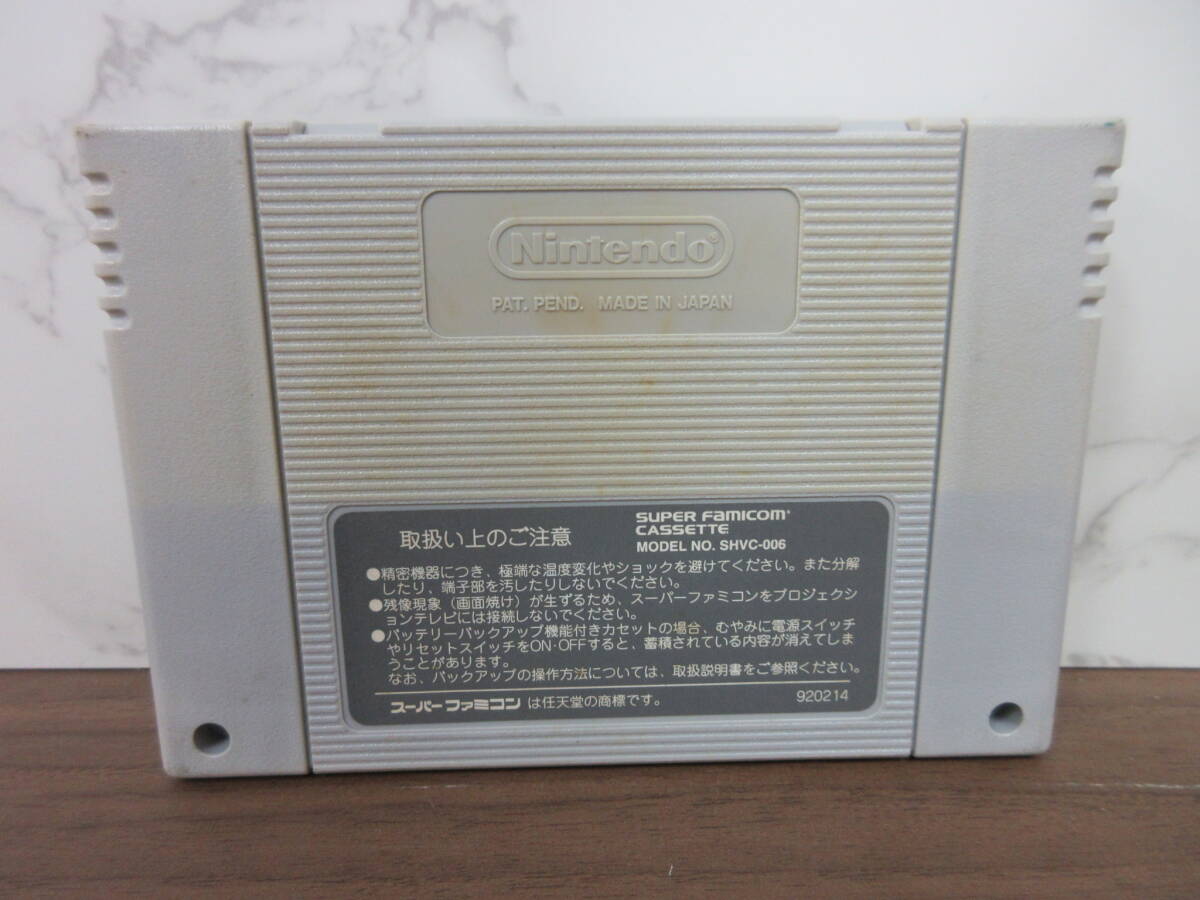 Nintendo®
PAT. PEND. MADE IN JAPAN
取扱い上のご注意
SUPER FAMICOM®
CASSETTE
MODEL NO. SHVC-006
●精密機器につき、極端な温度変化やショックを避けてください。また分解
したり、端子部を汚したりしないでください。
●残像現象（画面焼け）が生ずるため、スーパーファミコンをプロジェクシ
ョンテレビには接続しないでください。
●バッテリーバックアップ機能付きカセットの場合、むやみに電源スイッチ
やリセットスイッチをON・OFFすると、蓄積されている内容が消えてしま
うことがあります。
なお、バックアップの操作方法については、取扱説明書をご参照ください。
スーパーファミコンは任天堂の商標です。
920214